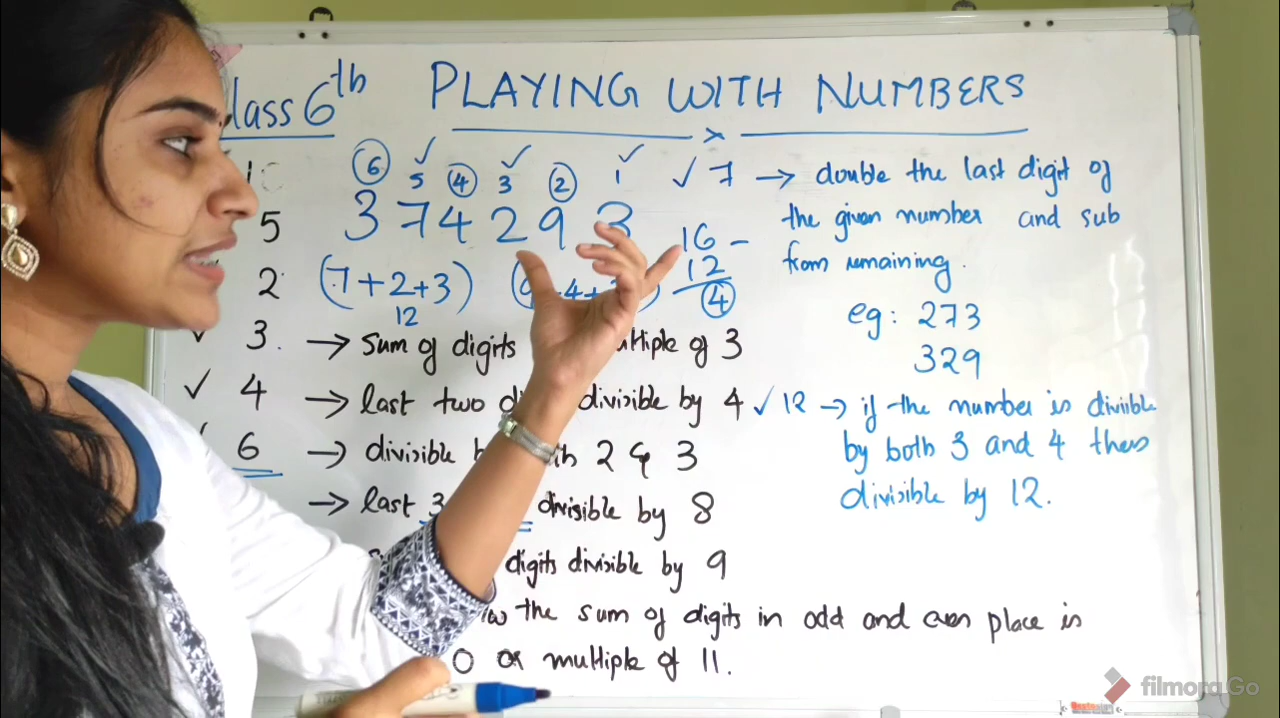 Class 6th PLAYING WITH NUMBERS
10 6 5 4 3 2 1
5 3 7 4 2 9 3
2 (7+2+3)
12
16 -
12
4
3. → sum of digits multiple of 3
4 → last two divisible by 4
6 → divisible 2 & 3
→ last 3 divisible by 8
digits divisible by 9
the sum of digits in odd and even place is
0 or multiple of 11.
✓ 7 → double the last digit of
the given number and sub
from remaining.
eg: 273
329
✓ 12 → if the number is divisible
by both 3 and 4 then
divisible by 12.
filmoraGo